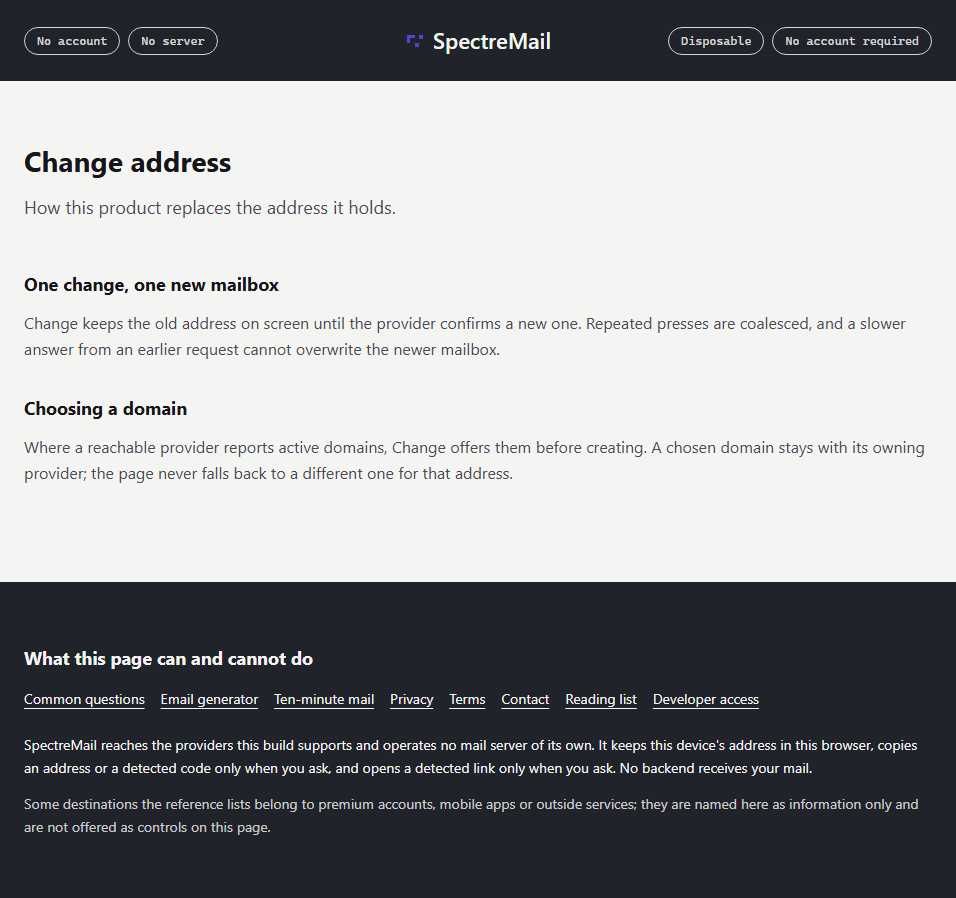 No account
No server
SpectreMail
Disposable
No account required
Change address
How this product replaces the address it holds.
One change, one new mailbox
Change keeps the old address on screen until the provider confirms a new one. Repeated presses are coalesced, and a slower
answer from an earlier request cannot overwrite the newer mailbox.
Choosing a domain
Where a reachable provider reports active domains, Change offers them before creating. A chosen domain stays with its owning
provider; the page never falls back to a different one for that address.
What this page can and cannot do
Common questions Email generator Ten-minute mail Privacy Terms Contact Reading list Developer access
SpectreMail reaches the providers this build supports and operates no mail server of its own. It keeps this device's address in this browser, copies
an address or a detected code only when you ask, and opens a detected link only when you ask. No backend receives your mail.
Some destinations the reference lists belong to premium accounts, mobile apps or outside services; they are named here as information only and
are not offered as controls on this page.